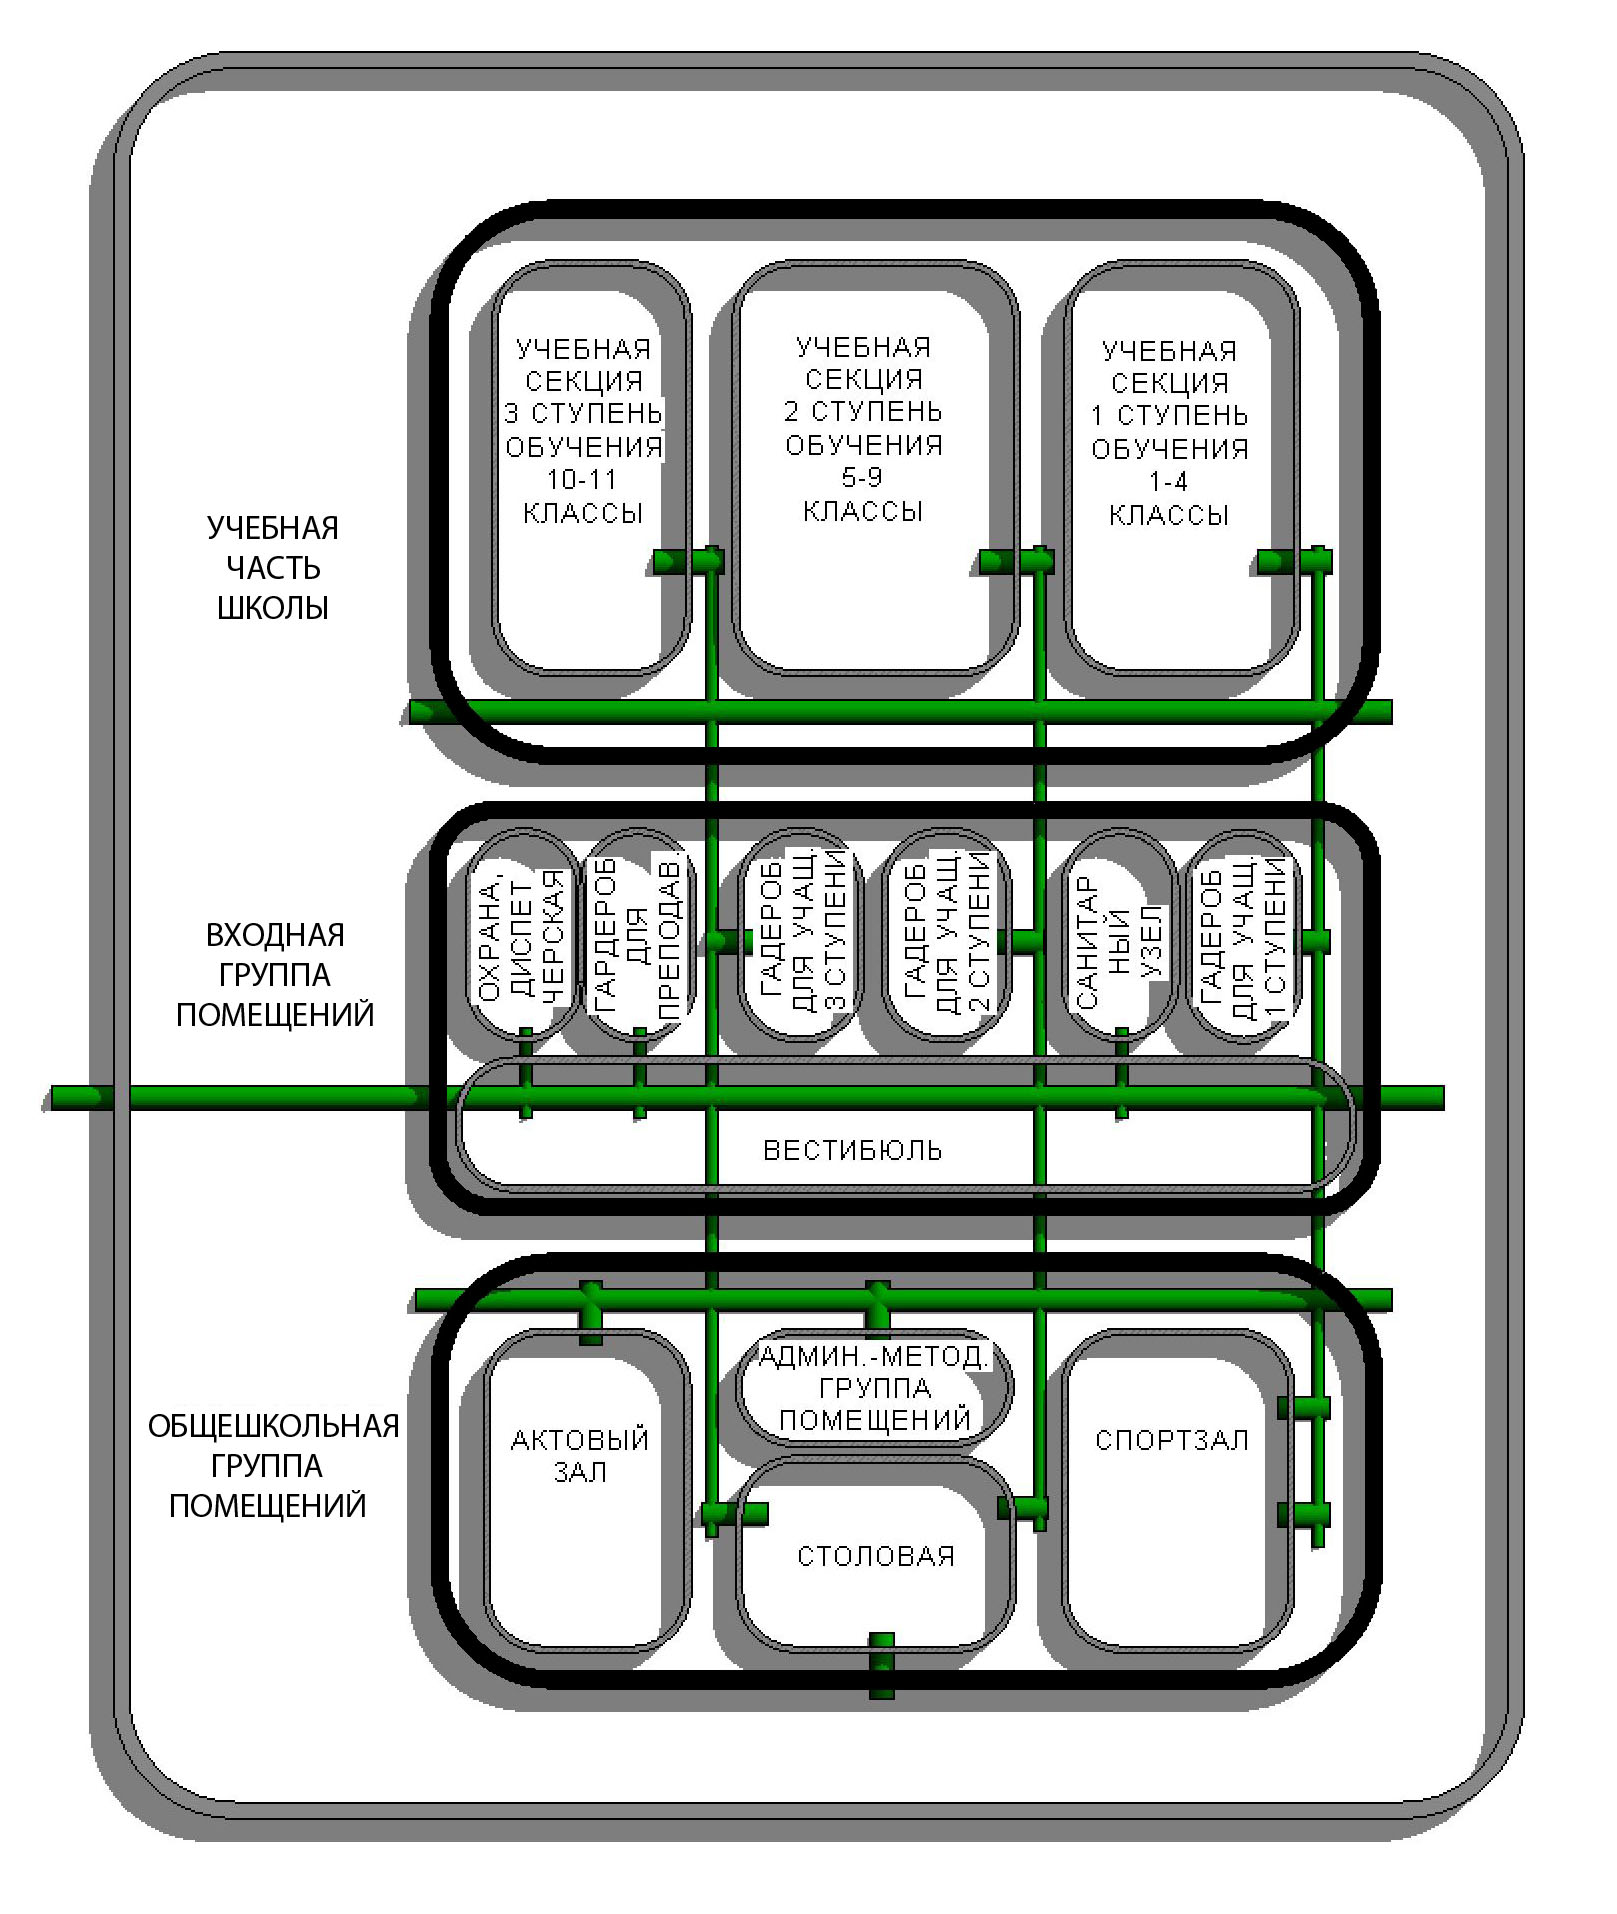 УЧЕБНАЯ
СЕКЦИЯ
3 СТУПЕНЬ
ОБУЧЕНИЯ
10-11
КЛАССЫ
УЧЕБНАЯ
СЕКЦИЯ
2 СТУПЕНЬ
ОБУЧЕНИЯ
5-9
КЛАССЫ
УЧЕБНАЯ
СЕКЦИЯ
1 СТУПЕНЬ
ОБУЧЕНИЯ
1-4
КЛАССЫ
УЧЕБНАЯ
ЧАСТЬ
ШКОЛЫ
ВХОДНАЯ
ГРУППА
ПОМЕЩЕНИЙ
ОХРАНА,
ДИСПЕТ
ЧЕРСКАЯ
ГАРДЕРОБ
ДЛЯ
ПРЕПОДАВ.
ГАДЕРОБ
ДЛЯ УЧАЩ.
3 СТУПЕНИ
ГАДЕРОБ
ДЛЯ УЧАЩ.
2 СТУПЕНИ
САНИТАР
НЫЙ
УЗЕЛ
ГАДЕРОБ
ДЛЯ УЧАЩ.
1 СТУПЕНИ
ВЕСТИБЮЛЬ
ОБЩЕШКОЛЬНАЯ
ГРУППА
ПОМЕЩЕНИЙ
АКТОВЫЙ
ЗАЛ
АДМИН.-МЕТОД.
ГРУППА
ПОМЕЩЕНИЙ
СТОЛОВАЯ
СПОРТЗАЛ